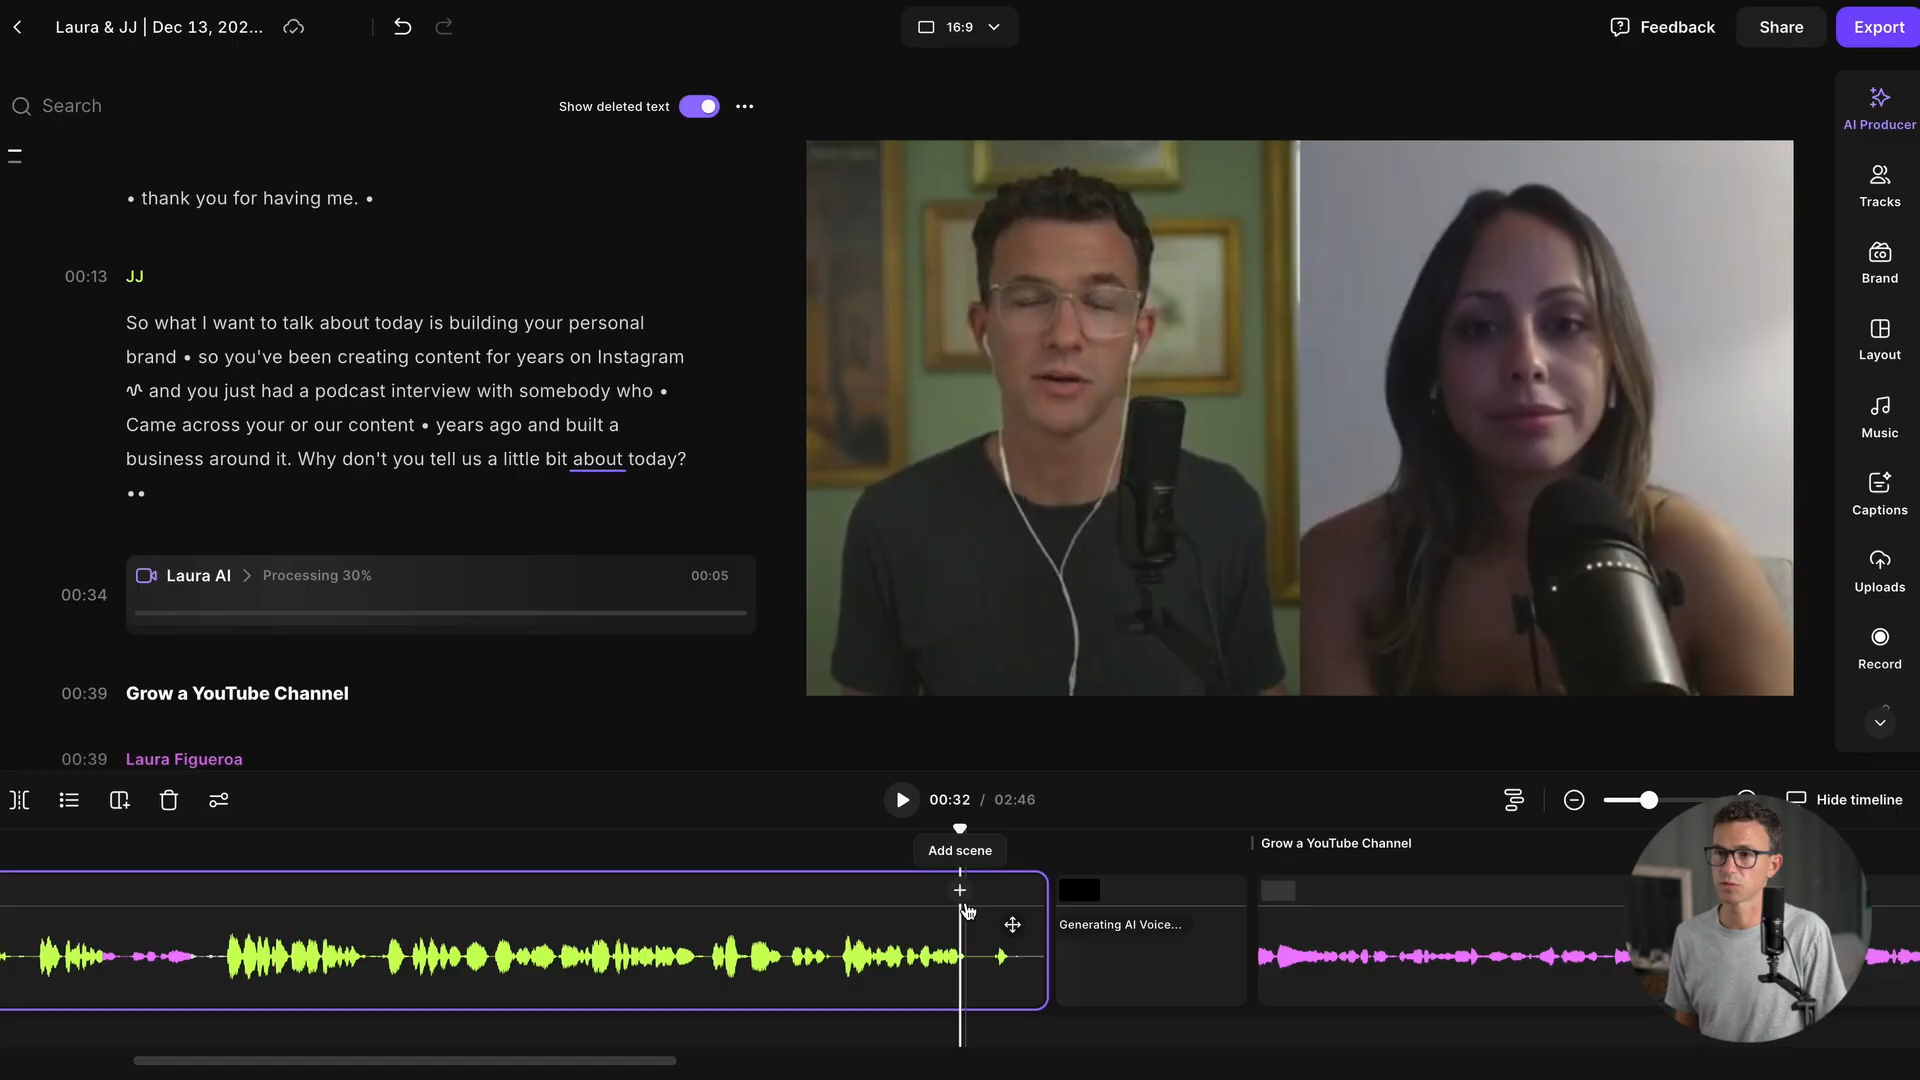 Laura & JJ | Dec 13, 202...
16:9
Feedback
Share
Export
Search
Show deleted text
• thank you for having me. •
00:13
JJ
So what I want to talk about today is building your personal
brand • so you've been creating content for years on Instagram
and you just had a podcast interview with somebody who •
Came across your or our content • years ago and built a
business around it. Why don't you tell us a little bit about today?
••
00:34
Laura AI > Processing 30%
00:05
00:39
Grow a YouTube Channel
00:39
Laura Figueroa
AI Producer
Tracks
Brand
Layout
Music
Captions
Uploads
Record
00:32 / 02:46
Hide timeline
Add scene
Grow a YouTube Channel
Generating AI Voice...